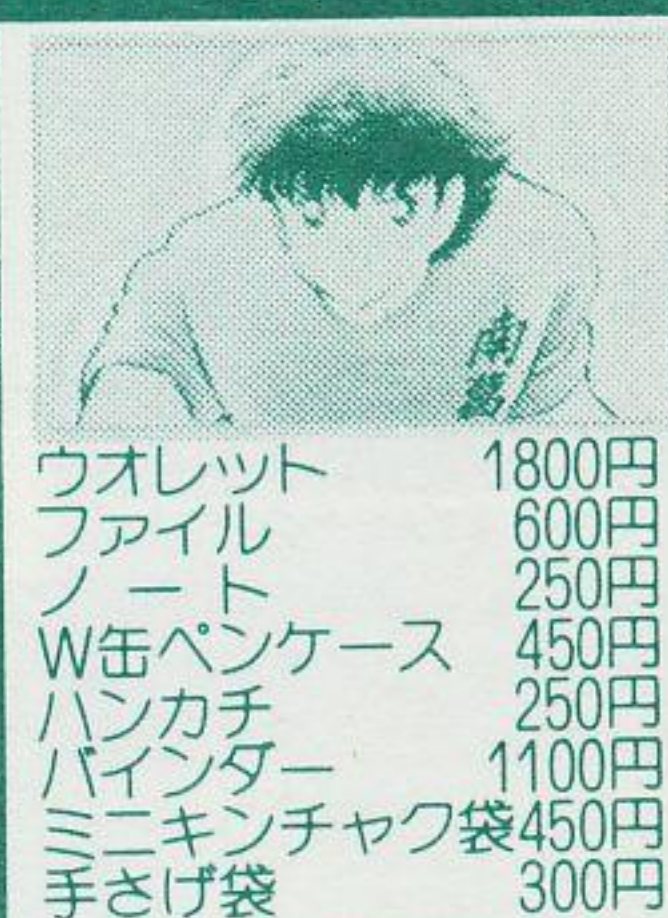 南葛
ウオレット 1800円
ファイル 600円
ノート 250円
W缶ペンケース 450円
ハンカチ 250円
バインダー 1100円
ミニキンチャク袋450円
手さげ袋 300円